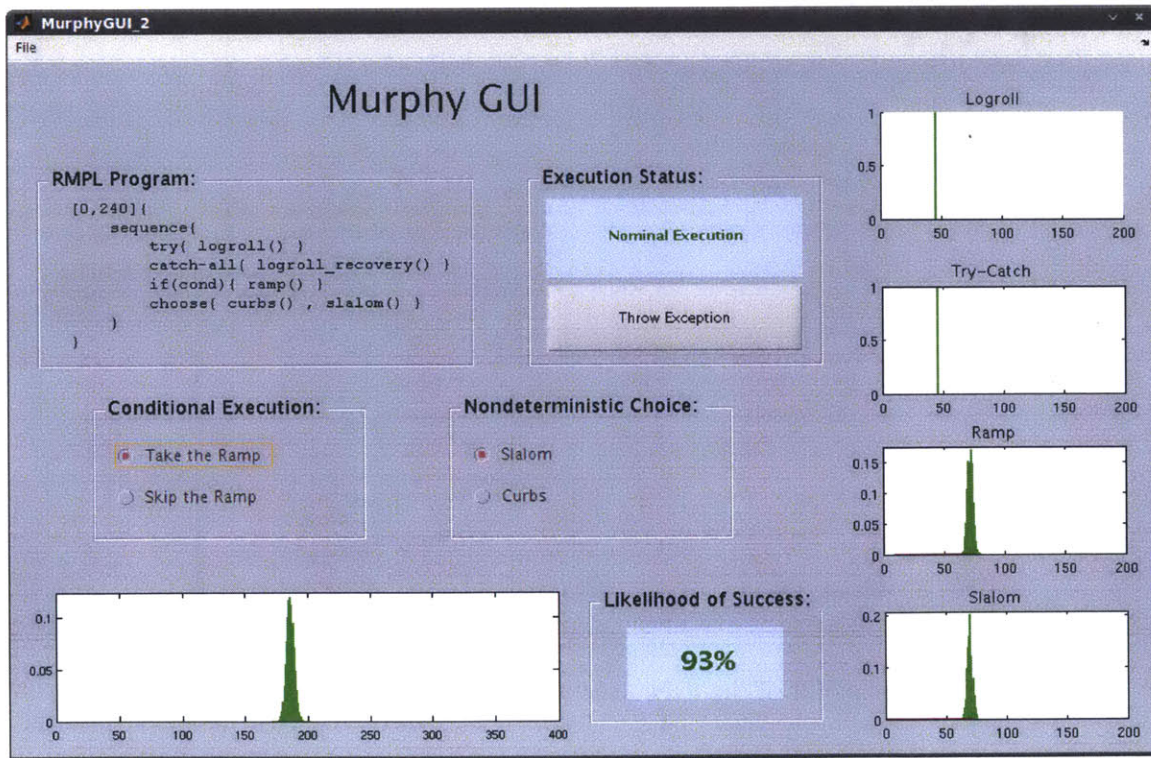 MurphyGUI_2
File
Murphy GUI
RMPL Program:
[0,240]{
sequence{
try{ logroll() }
catch-all{ logroll_recovery() }
if(cond){ ramp() }
choose{ curbs() , slalom() }
}
}
Execution Status:
Nominal Execution
Throw Exception
Conditional Execution:
Take the Ramp
Skip the Ramp
Nondeterministic Choice:
Slalom
Curbs
0.1
0.05
0
0 50 100 150 200 250 300 350 400
Likelihood of Success:
93%
Logroll
1
0.5
0
0 50 100 150 200
Try-Catch
1
0.5
0
0 50 100 150 200
Ramp
0.15
0.1
0.05
0
50 100 150 200
Slalom
0.2
0.1
0
0 50 100 150 200